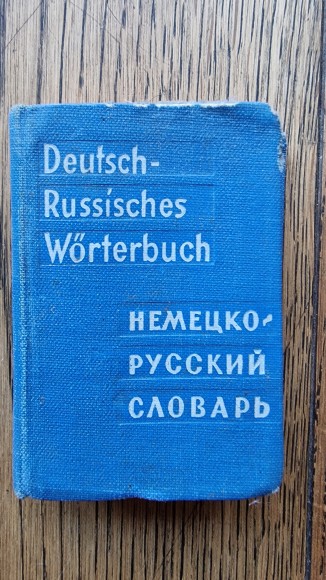 Deutsch-
Russisches
Wörterbuch
НЕМЕЦКО-
РУССКИЙ
СЛОВАРЬ